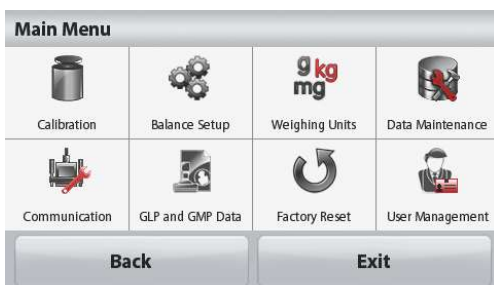 Main Menu
g kg
mg
Calibration Balance Setup Weighing Units Data Maintenance
Communication GLP and GMP Data Factory Reset User Management
Back Exit